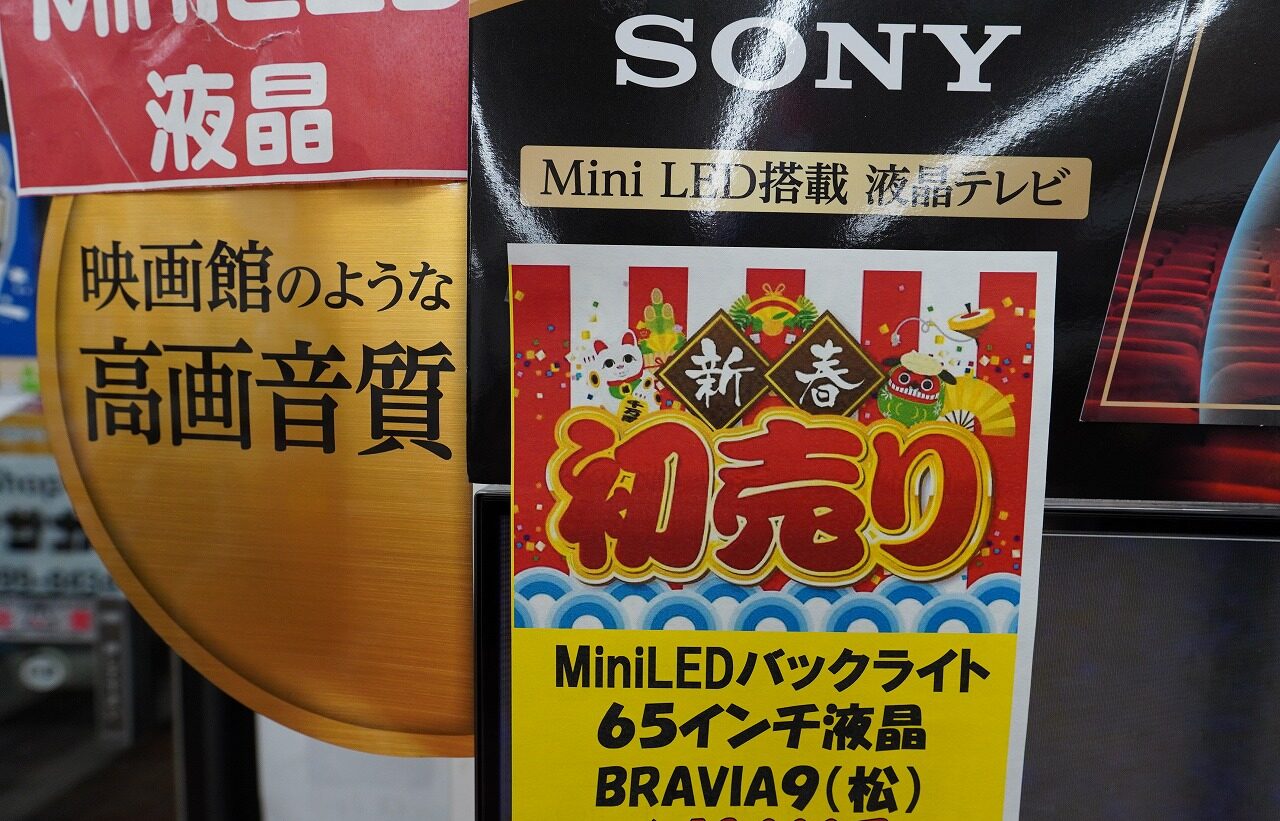 MiniLED
液晶
映画館のような
高画音質
SONY
Mini LED搭載 液晶テレビ
新春
初売り
MiniLEDバックライト
65インチ液晶
BRAVIA9(松)